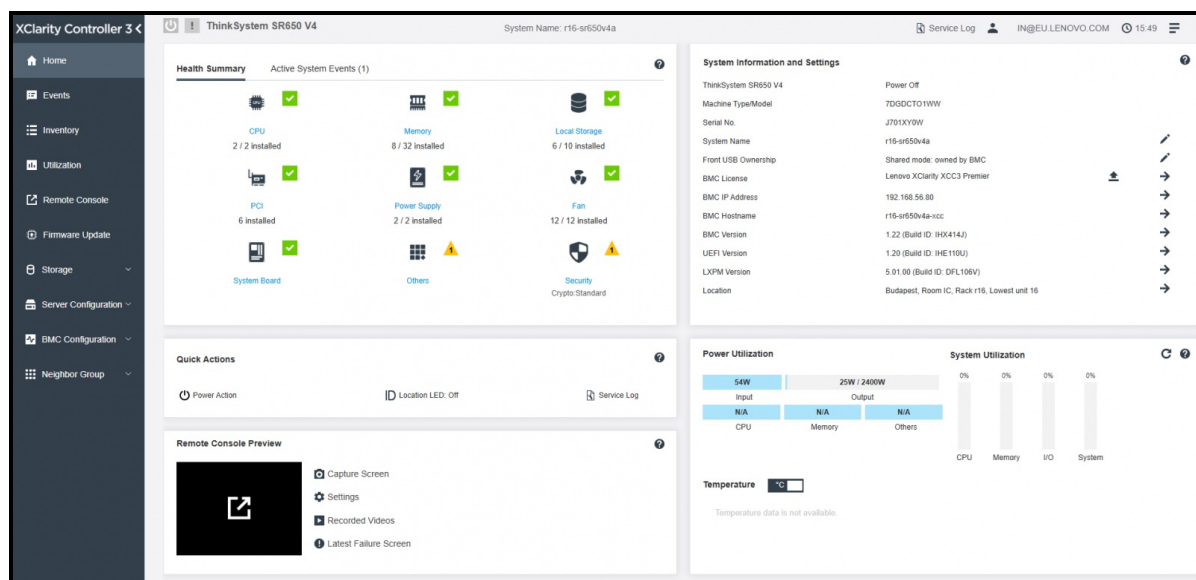 XClarity Controller 3
ThinkSystem SR650 V4
System Name: r16-sr650v4a
Service Log
IN@EU.LENOVO.COM
15:49
Home
Events
Inventory
Utilization
Remote Console
Firmware Update
Storage
Server Configuration
BMC Configuration
Neighbor Group
Health Summary
Active System Events (1)
CPU
2 / 2 installed
Memory
8 / 32 installed
Local Storage
6 / 10 installed
PCI
6 installed
Power Supply
2 / 2 installed
Fan
12 / 12 installed
System Board
1
Others
1
Security
Crypto:Standard
System Information and Settings
ThinkSystem SR650 V4 Power Off
Machine Type/Model 7DGDCTO1WW
Serial No. J701XY0W
System Name r16-sr650v4a
Front USB Ownership Shared mode: owned by BMC
BMC License Lenovo XClarity XCC3 Premier
BMC IP Address 192.168.56.80
BMC Hostname r16-sr650v4a-xcc
BMC Version 1.22 (Build ID: IHX414J)
UEFI Version 1.20 (Build ID: IHE110U)
LXPM Version 5.01.00 (Build ID: DFL106V)
Location Budapest, Room IC, Rack r16, Lowest unit 16
Quick Actions
Power Action
Location LED: Off
Service Log
Remote Console Preview
Capture Screen
Settings
Recorded Videos
Latest Failure Screen
Power Utilization
54W 25W / 2400W
Input Output
N/A N/A N/A
CPU Memory Others
System Utilization
0% 0% 0% 0%
CPU Memory I/O System
Temperature °C
Temperature data is not available.